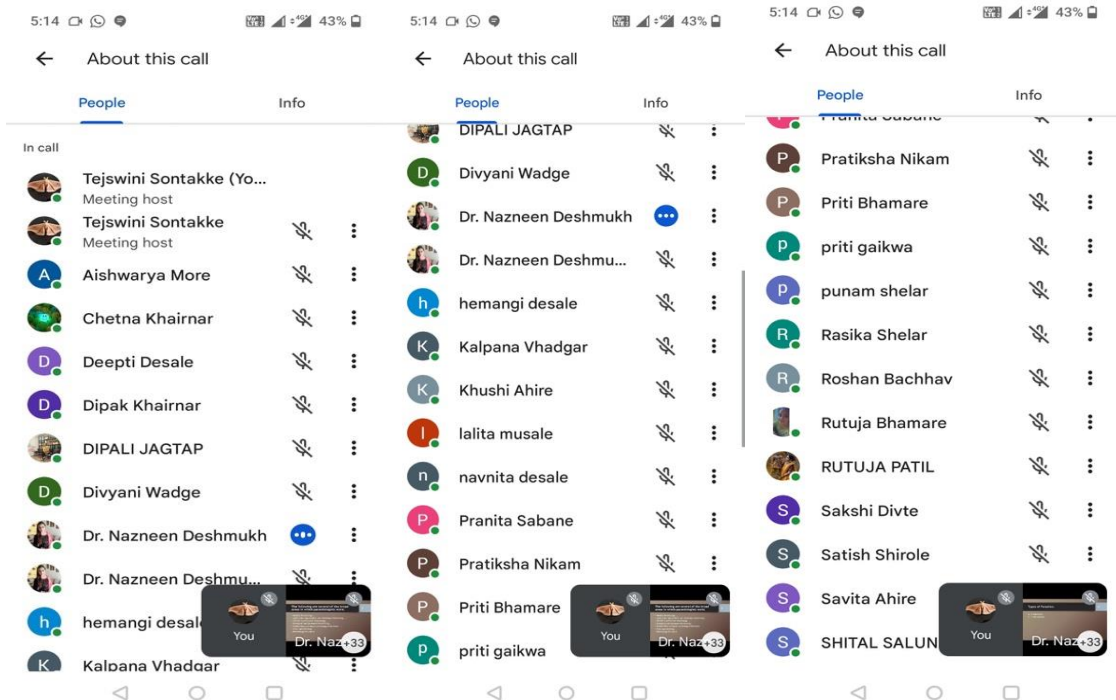 5:14 43%
About this call
People Info
In call
Tejswini Sontakke (Yo...
Meeting host
Tejswini Sontakke
Meeting host
A Aishwarya More
Chetna Khairnar
D Deepti Desale
D Dipak Khairnar
DIPALI JAGTAP
D Divyani Wadge
Dr. Nazneen Deshmukh
Dr. Nazneen Deshmu...
h hemangi desale
K Kalpana Vhadgar
You Dr. Naz +33
5:14 43%
About this call
People Info
DIPALI JAGTAP
D Divyani Wadge
Dr. Nazneen Deshmukh
Dr. Nazneen Deshmu...
h hemangi desale
K Kalpana Vhadgar
K Khushi Ahire
l lalita musale
n navnita desale
P Pranita Sabane
P Pratiksha Nikam
P Priti Bhamare
p priti gaikwa
You Dr. Naz +33
5:14 43%
About this call
People Info
Pranita Sabane
P Pratiksha Nikam
P Priti Bhamare
p priti gaikwa
p punam shelar
R Rasika Shelar
R Roshan Bachhav
Rutuja Bhamare
RUTUJA PATIL
S Sakshi Divte
S Satish Shirole
S Savita Ahire
S SHITAL SALUN
You Dr. Naz +33